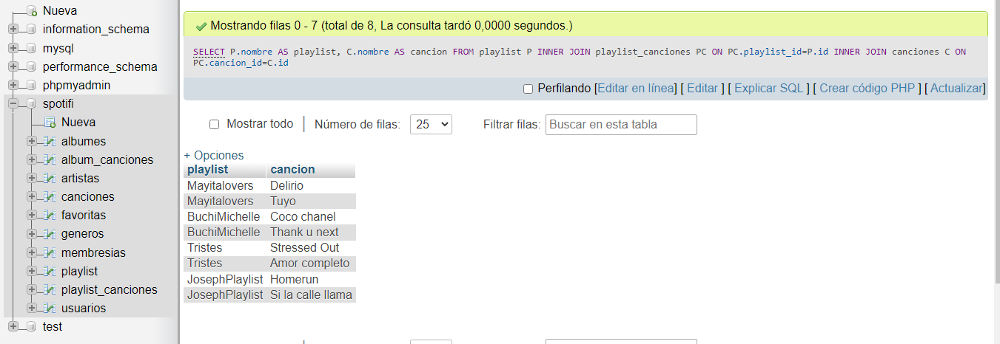 Nueva
information_schema
mysql
performance_schema
phpmyadmin
spotifi
Nueva
albumes
album_canciones
artistas
canciones
favoritas
generos
membresias
playlist
playlist_canciones
usuarios
test
Mostrando filas 0 - 7 (total de 8, La consulta tardó 0,0000 segundos.)
SELECT P.nombre AS playlist, C.nombre AS cancion FROM playlist P INNER JOIN playlist_canciones PC ON PC.playlist_id=P.id INNER JOIN canciones C ON
PC.cancion_id=C.id
Perfilando [Editar en línea] [ Editar ] [ Explicar SQL ] [ Crear código PHP ] [ Actualizar]
Mostrar todo | Número de filas: 25 Filtrar filas: Buscar en esta tabla
+ Opciones
playlist cancion
Mayitalovers Delirio
Mayitalovers Tuyo
BuchiMichelle Coco chanel
BuchiMichelle Thank u next
Tristes Stressed Out
Tristes Amor completo
JosephPlaylist Homerun
JosephPlaylist Si la calle llama